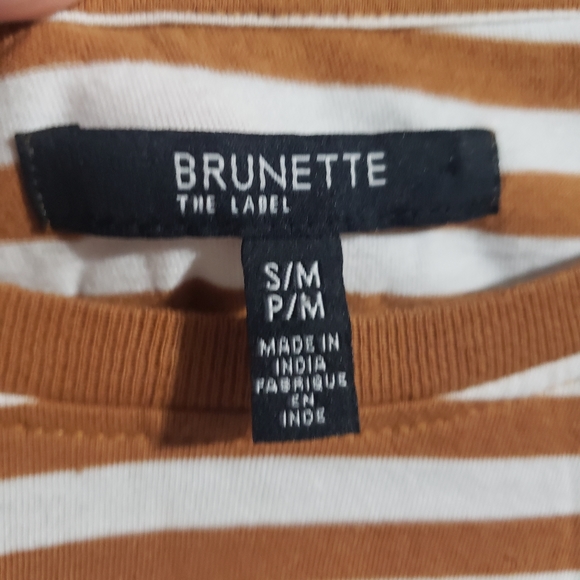 BRUNETTE
THE LABEL
S/M
P/M
MADE IN
INDIA
FABRIQUE
EN
INDE